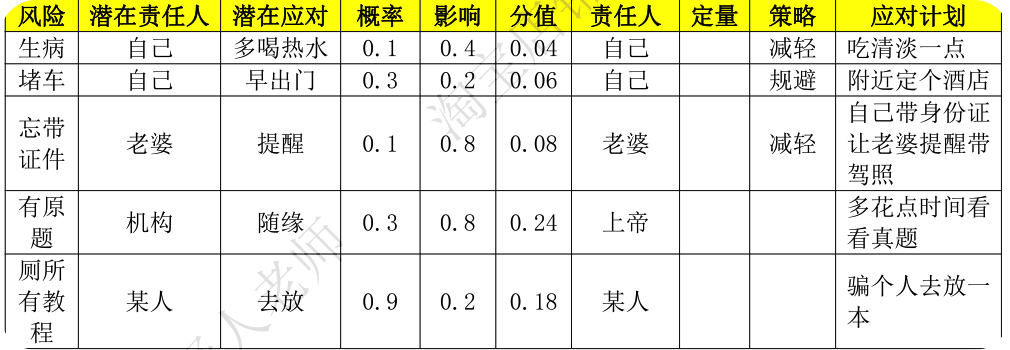 风险 潜在责任人 潜在应对 概率 影响 分值 责任人 定量 策略 应对计划
生病 自己 多喝热水 0.1 0.4 0.04 自己 减轻 吃清淡一点
堵车 自己 早出门 0.3 0.2 0.06 自己 规避 附近定个酒店
忘带证件 老婆 提醒 0.1 0.8 0.08 老婆 减轻 自己带身份证让老婆提醒带驾照
有原题 机构 随缘 0.3 0.8 0.24 上帝 多花点时间看看真题
厕所有教程 某人 去放 0.9 0.2 0.18 某人 骗个人去放一本
淘宝店铺
人老师